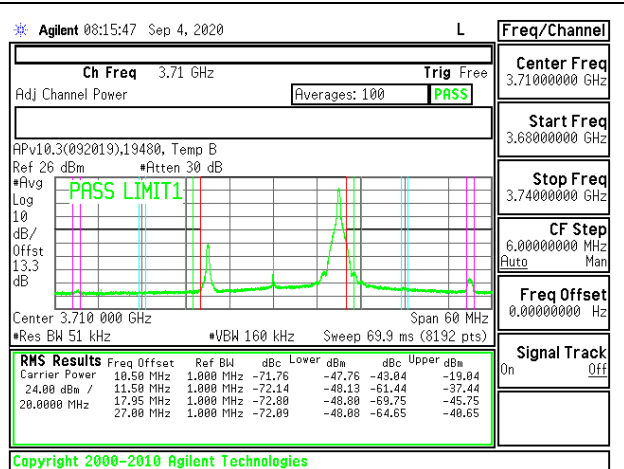 Agilent 08:15:47 Sep 4, 2020 L
Freq/Channel
Ch Freq 3.71 GHz Trig Free
Adj Channel Power Averages: 100 PASS
APv10.3(092019),19480, Temp B
Ref 26 dBm #Atten 30 dB
#Avg
Log
10
dB/
Offst
13.3
dB
PASS LIMIT1
Center 3.710 000 GHz Span 60 MHz
#Res BW 51 kHz #VBW 160 kHz Sweep 69.9 ms (8192 pts)
RMS Results Freq Offset Ref BW dBc Lower dBm dBc Upper dBm
Carrier Power 10.50 MHz 1.000 MHz -71.76 -47.76 -43.04 -19.04
24.00 dBm / 11.50 MHz 1.000 MHz -72.14 -48.13 -61.44 -37.44
20.0000 MHz 17.95 MHz 1.000 MHz -72.80 -48.80 -69.75 -45.75
27.00 MHz 1.000 MHz -72.09 -48.08 -64.65 -40.65
Center Freq
3.71000000 GHz
Start Freq
3.68000000 GHz
Stop Freq
3.74000000 GHz
CF Step
6.00000000 MHz
Auto Man
Freq Offset
0.00000000 Hz
Signal Track
On Off
Copyright 2000-2010 Agilent Technologies